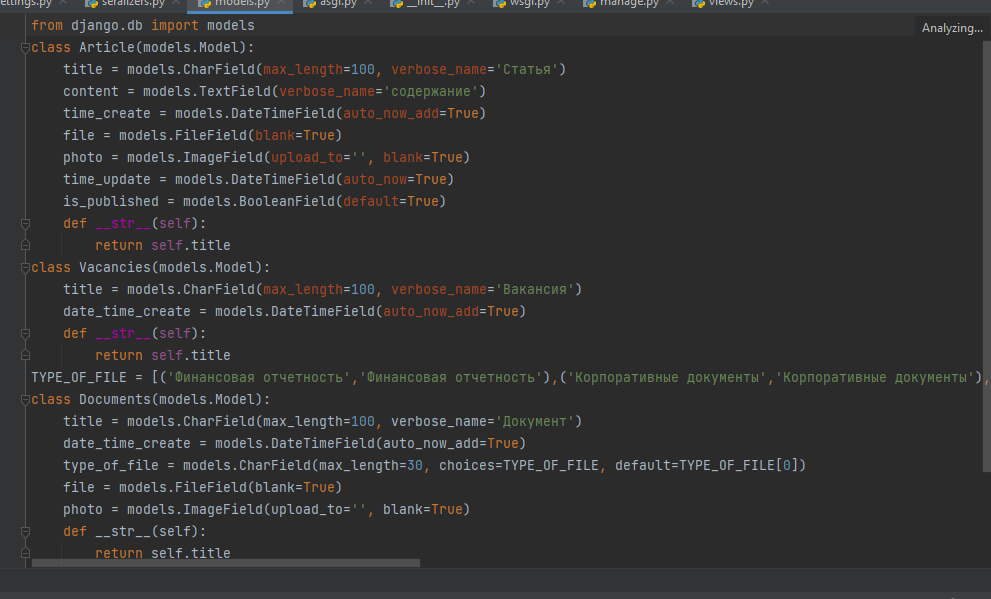 ettings.py serailzers.py models.py asgi.py __init__.py wsgi.py manage.py views.py
from django.db import models
Analyzing...
class Article(models.Model):
    title = models.CharField(max_length=100, verbose_name='Статья')
    content = models.TextField(verbose_name='содержание')
    time_create = models.DateTimeField(auto_now_add=True)
    file = models.FileField(blank=True)
    photo = models.ImageField(upload_to='', blank=True)
    time_update = models.DateTimeField(auto_now=True)
    is_published = models.BooleanField(default=True)
    def __str__(self):
        return self.title
class Vacancies(models.Model):
    title = models.CharField(max_length=100, verbose_name='Вакансия')
    date_time_create = models.DateTimeField(auto_now_add=True)
    def __str__(self):
        return self.title
TYPE_OF_FILE = [('Финансовая отчетность','Финансовая отчетность'),('Корпоративные документы','Корпоративные документы'),
class Documents(models.Model):
    title = models.CharField(max_length=100, verbose_name='Документ')
    date_time_create = models.DateTimeField(auto_now_add=True)
    type_of_file = models.CharField(max_length=30, choices=TYPE_OF_FILE, default=TYPE_OF_FILE[0])
    file = models.FileField(blank=True)
    photo = models.ImageField(upload_to='', blank=True)
    def __str__(self):
        return self.title